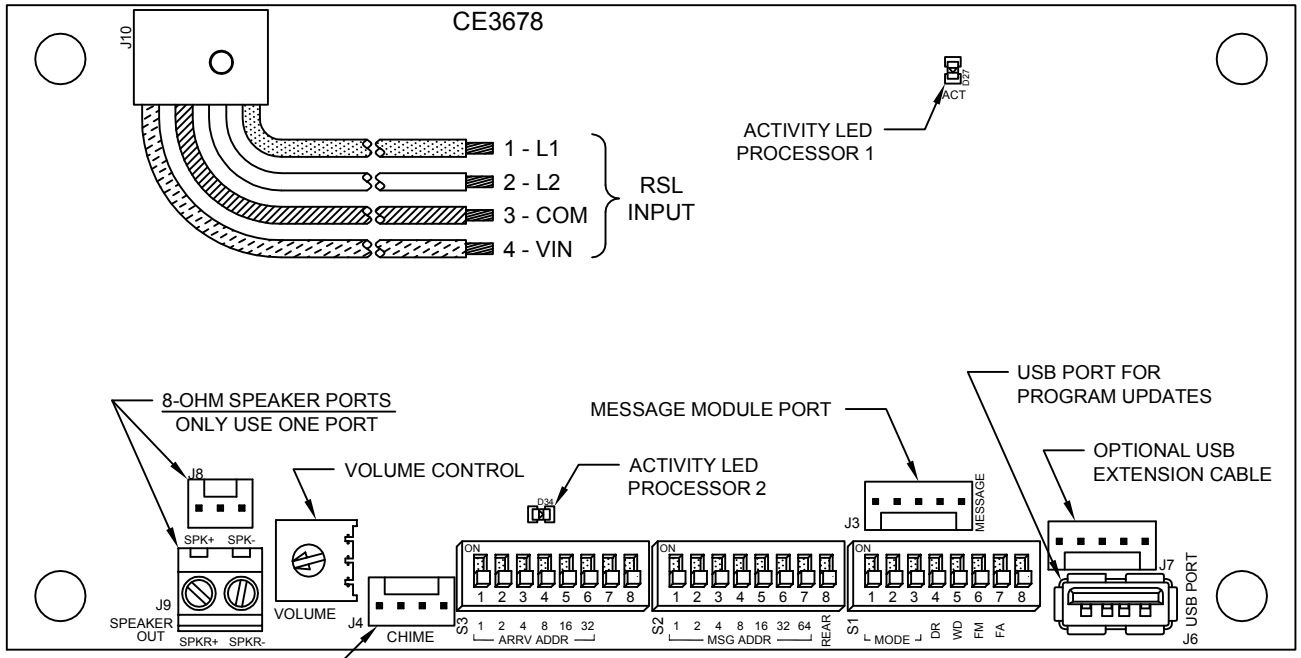 CE3678
J10
D27
ACT
ACTIVITY LED
PROCESSOR 1
1 - L1
2 - L2
3 - COM
4 - VIN
RSL
INPUT
8-OHM SPEAKER PORTS
ONLY USE ONE PORT
VOLUME CONTROL
ACTIVITY LED
PROCESSOR 2
MESSAGE MODULE PORT
USB PORT FOR
PROGRAM UPDATES
OPTIONAL USB
EXTENSION CABLE
J8
SPK+ SPK-
D34
J3
MESSAGE
J9
SPEAKER
OUT
SPKR+ SPKR-
VOLUME
J4
CHIME
ON
1 2 3 4 5 6 7 8
S3
1 2 4 8 16 32
ARRV ADDR
ON
1 2 3 4 5 6 7 8
S2
1 2 4 8 16 32 64 REAR
MSG ADDR
ON
1 2 3 4 5 6 7 8
S1
MODE DR WD FM FA
J7
USB PORT
J6